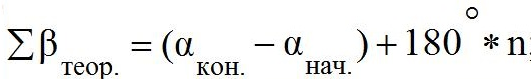 ∑β теор. = (α кон. − α нач.) + 180° * n;